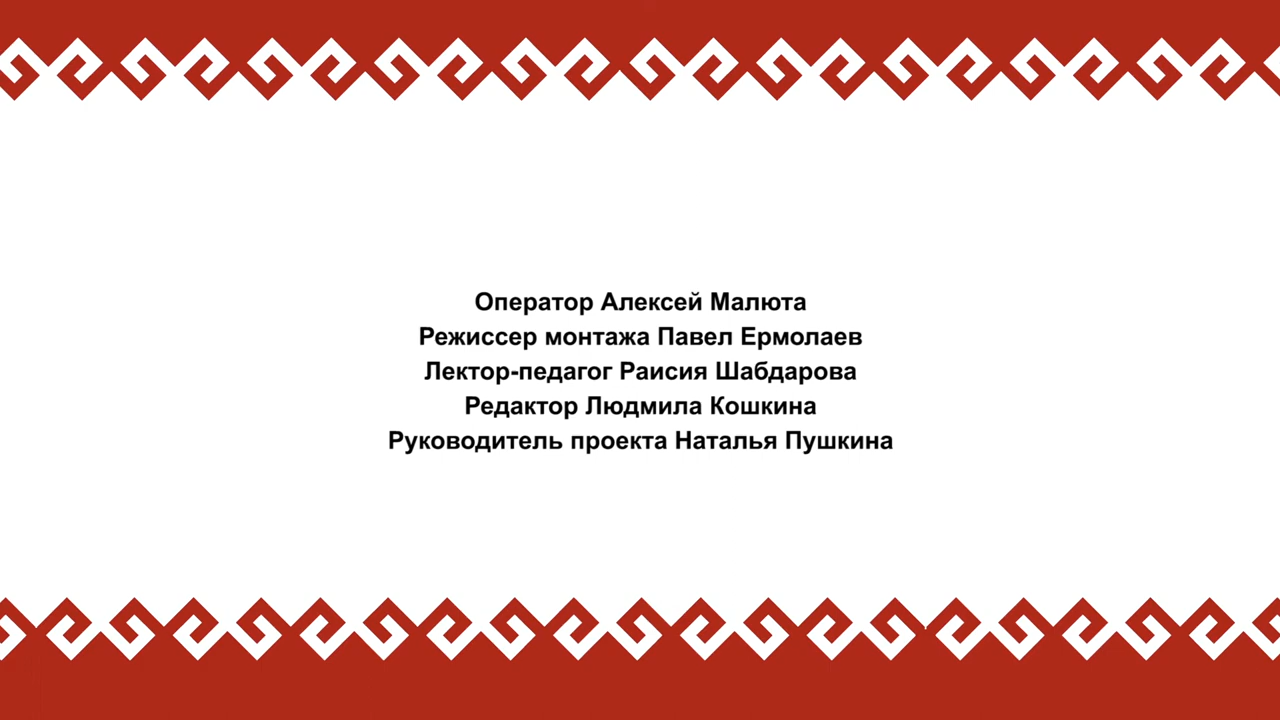 Оператор Алексей Малюта
Режиссер монтажа Павел Ермолаев
Лектор-педагог Раисия Шабдарова
Редактор Людмила Кошкина
Руководитель проекта Наталья Пушкина